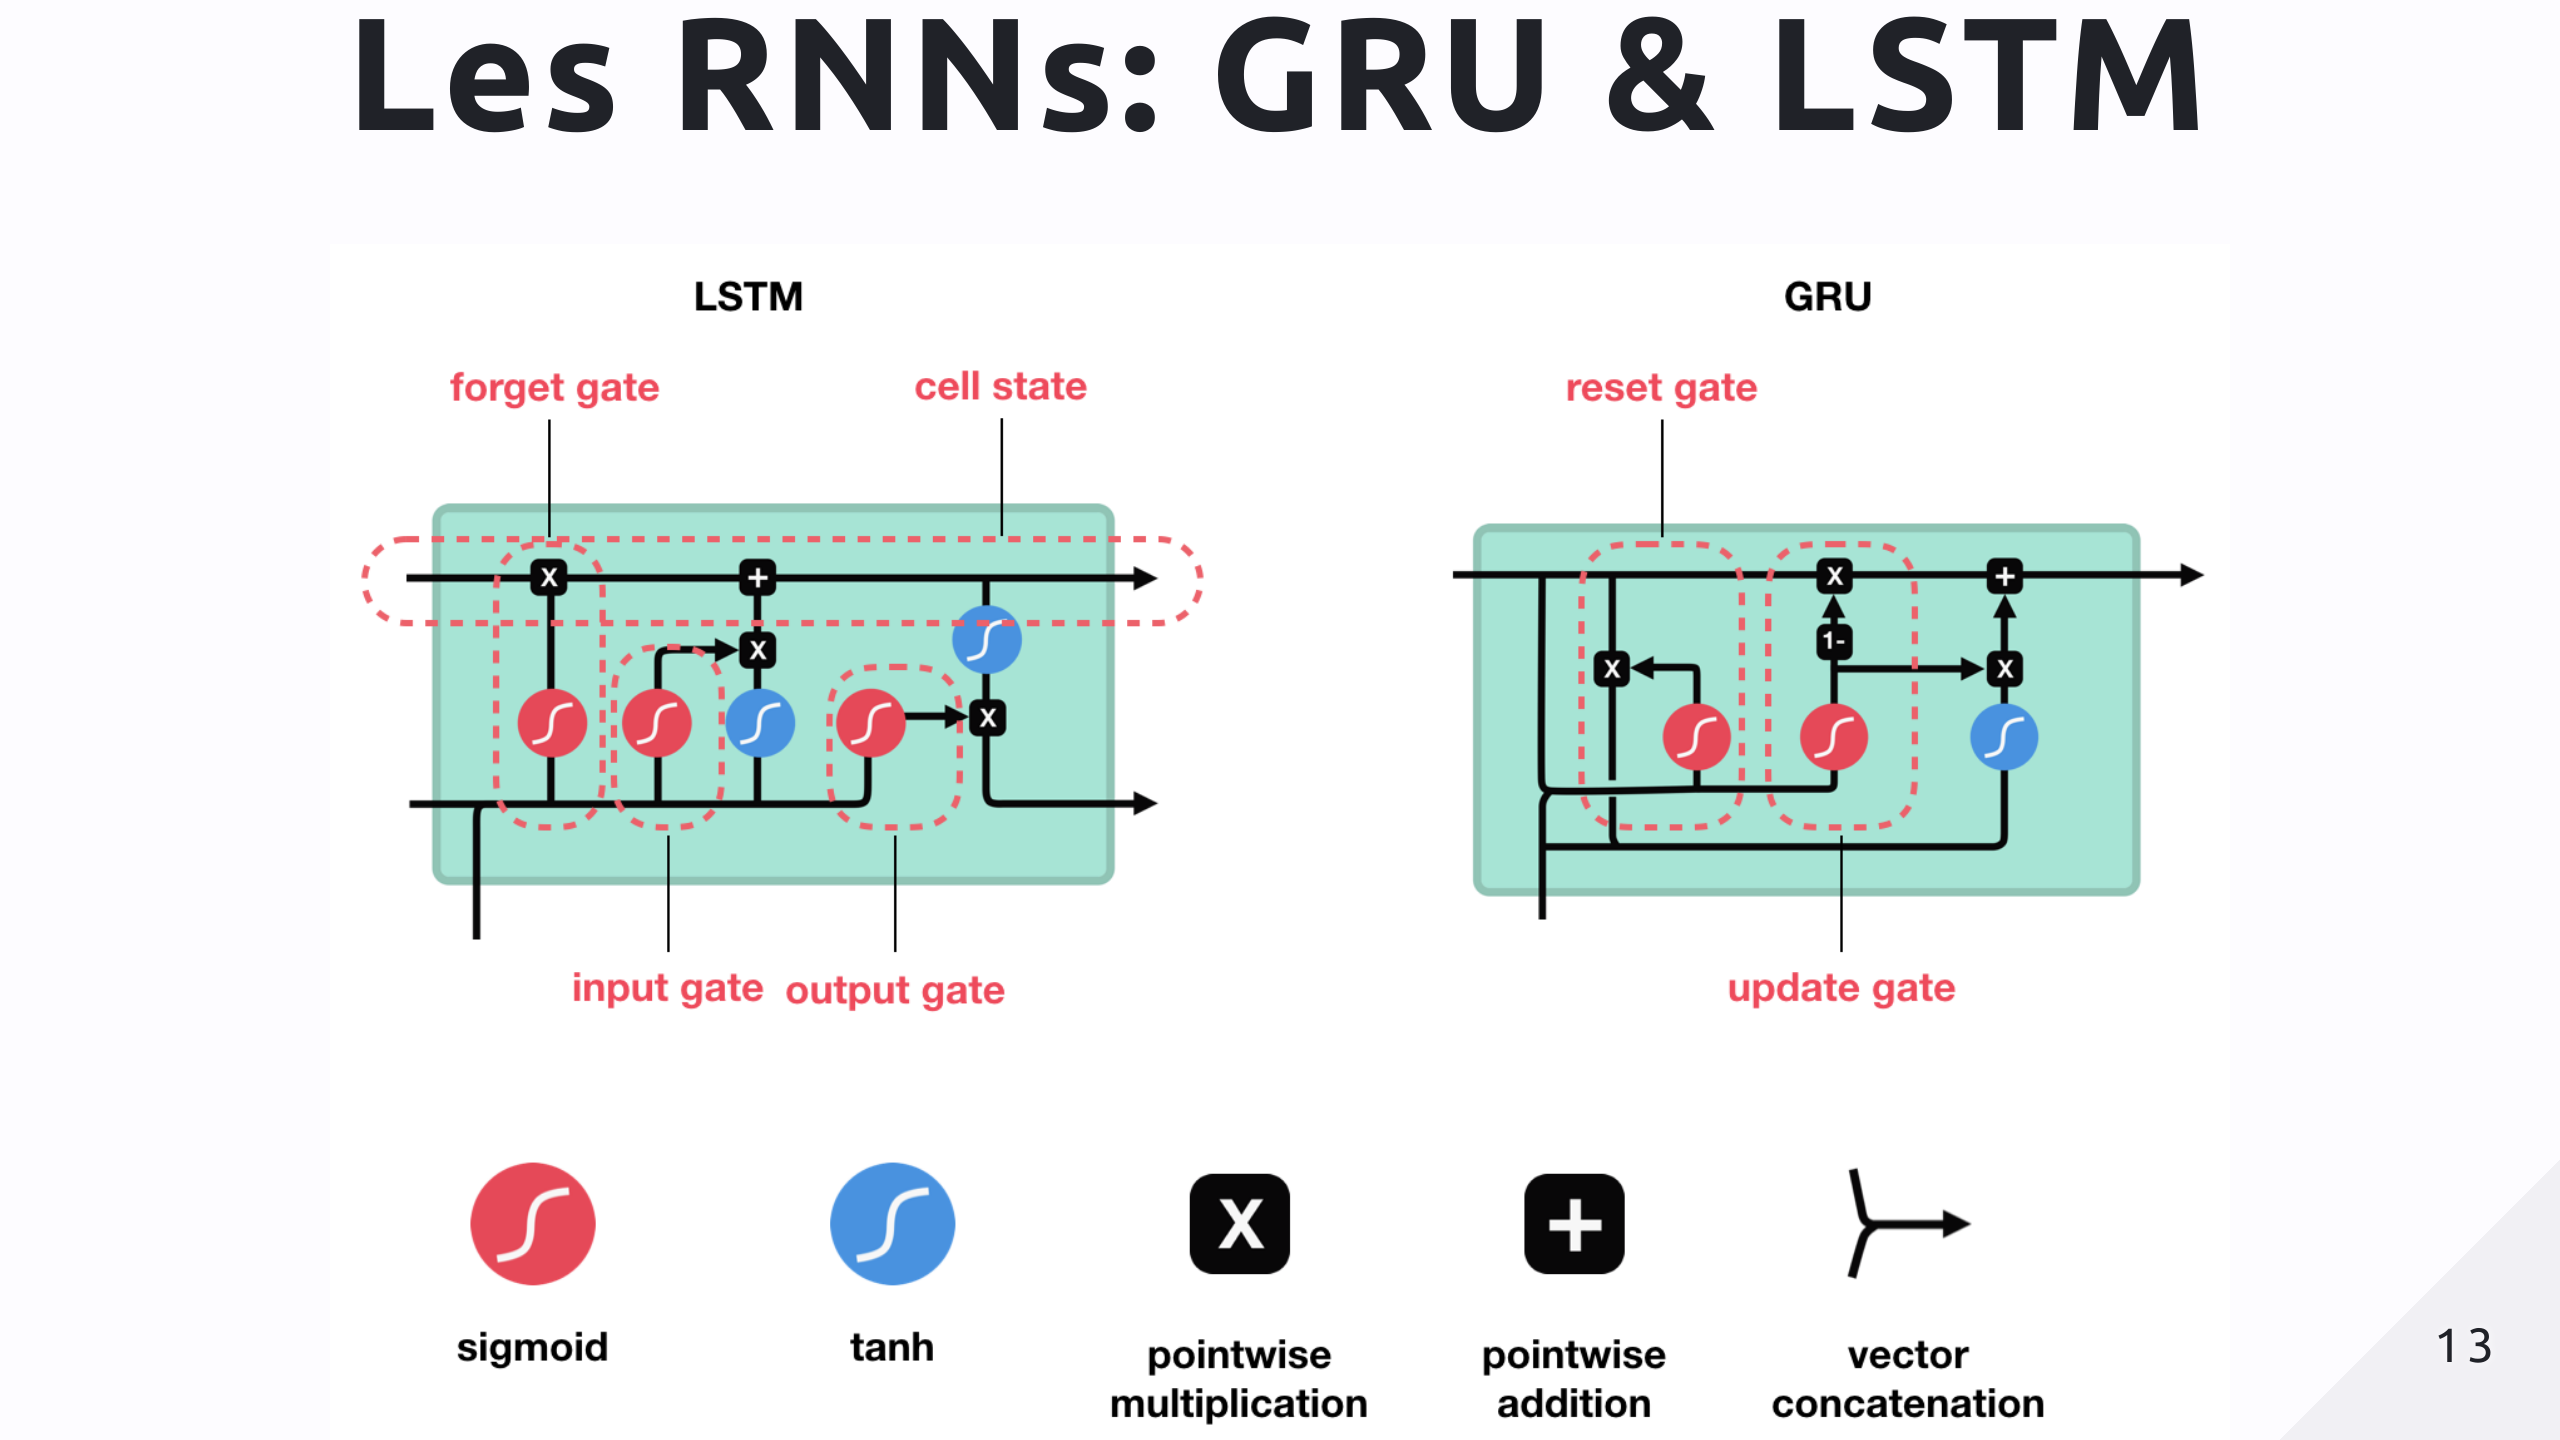 Les RNNs: GRU & LSTM
LSTM
GRU
forget gate
cell state
reset gate
X
+
X
X
X
+
1-
X
X
input gate
output gate
update gate
X
+
sigmoid
tanh
pointwise
multiplication
pointwise
addition
vector
concatenation
13